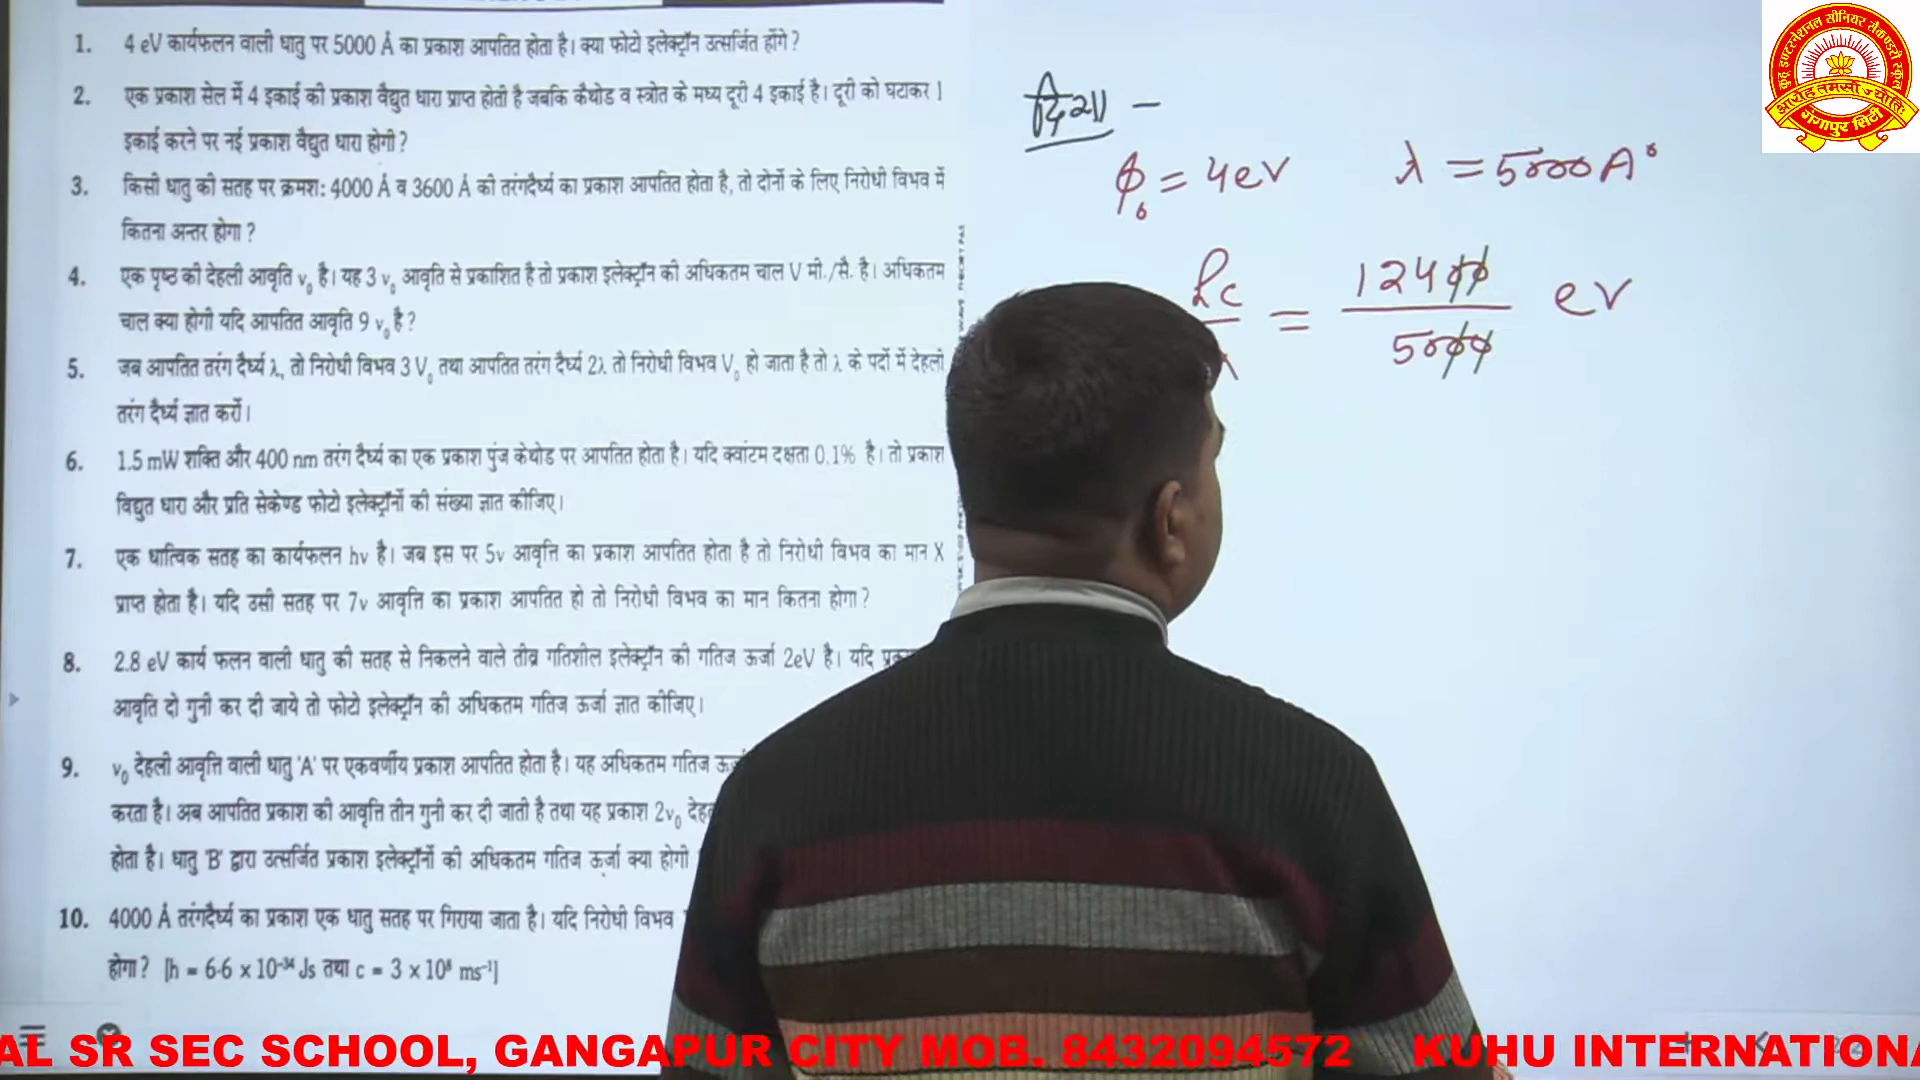 1. 4 eV कार्यफलन वाली धातु पर 5000 Å का प्रकाश आपतित होता है। क्या फोटो इलेक्ट्रॉन उत्सर्जित होंगे?
2. एक प्रकाश सेल में 4 इकाई की प्रकाश वैद्युत धारा प्राप्त होती है जबकि कैथोड व स्त्रोत के मध्य दूरी 4 इकाई है। दूरी को घटाकर 1
इकाई करने पर नई प्रकाश वैद्युत धारा होगी?
3. किसी धातु की सतह पर क्रमश: 4000 Å व 3600 Å की तरंगदैर्ध्य का प्रकाश आपतित होता है, तो दोनों के लिए निरोधी विभव में
कितना अन्तर होगा?
4. एक पृष्ठ की देहली आवृति v₀ है। यह 3 v₀ आवृति से प्रकाशित है तो प्रकाश इलेक्ट्रॉन की अधिकतम चाल V मी./सै. है। अधिकतम
चाल क्या होगी यदि आपतित आवृति 9 v₀ है?
5. जब आपतित तरंग दैर्ध्य λ, तो निरोधी विभव 3 V₀ तथा आपतित तरंग दैर्ध्य 2λ तो निरोधी विभव V₀ हो जाता है तो λ के पदों में देहली
तरंग दैर्ध्य ज्ञात करों।
6. 1.5 mW शक्ति और 400 nm तरंग दैर्ध्य का एक प्रकाश पुंज केथोड पर आपतित होता है। यदि क्वांटम दक्षता 0.1% है। तो प्रकाश
विद्युत धारा और प्रति सेकेण्ड फोटो इलेक्ट्रॉनों की संख्या ज्ञात कीजिए।
7. एक धात्विक सतह का कार्यफलन hv है। जब इस पर 5v आवृत्ति का प्रकाश आपतित होता है तो निरोधी विभव का मान X
प्राप्त होता है। यदि उसी सतह पर 7v आवृत्ति का प्रकाश आपतित हो तो निरोधी विभव का मान कितना होगा?
8. 2.8 eV कार्य फलन वाली धातु की सतह से निकलने वाले तीव्र गतिशील इलेक्ट्रॉन की गतिज ऊर्जा 2eV है। यदि
आवृति दो गुनी कर दी जाये तो फोटो इलेक्ट्रॉन की अधिकतम गतिज ऊर्जा ज्ञात कीजिए।
9. v₀ देहली आवृत्ति वाली धातु 'A' पर एकवर्णीय प्रकाश आपतित होता है। यह अधिकतम गतिज
करता है। अब आपतित प्रकाश की आवृत्ति तीन गुनी कर दी जाती है तथा यह प्रकाश 2v₀
होता है। धातु 'B' द्वारा उत्सर्जित प्रकाश इलेक्ट्रॉनों की अधिकतम गतिज ऊर्जा क्या होगी
10. 4000 Å तरंगदैर्ध्य का प्रकाश एक धातु सतह पर गिराया जाता है। यदि निरोधी विभव
होगा? [h = 6·6 × 10⁻³⁴ Js तथा c = 3 × 10⁸ ms⁻¹]
दिया –
ϕ₀ = 4eV λ = 5000 A°
hc/λ = 12400/5000 eV
कुहू इण्टरनेशनल सीनियर सैकण्डरी स्कूल
आरोह तमसो ज्योतिः
गंगापुर सिटी
AL SR SEC SCHOOL, GANGAPUR CITY MOB. 8432094572 KUHU INTERNATIONA